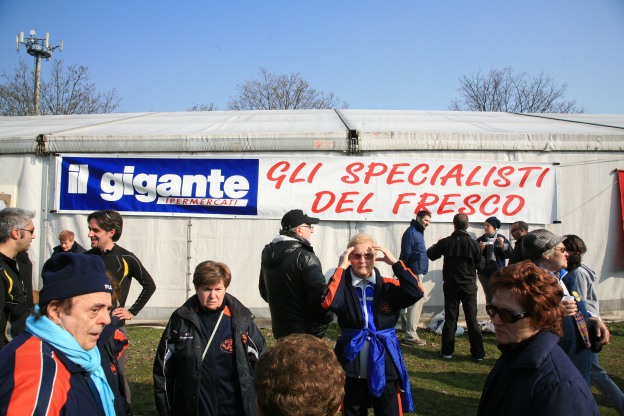 il gigante
IPERMERCATI
GLI SPECIALISTI
DEL FRESCO